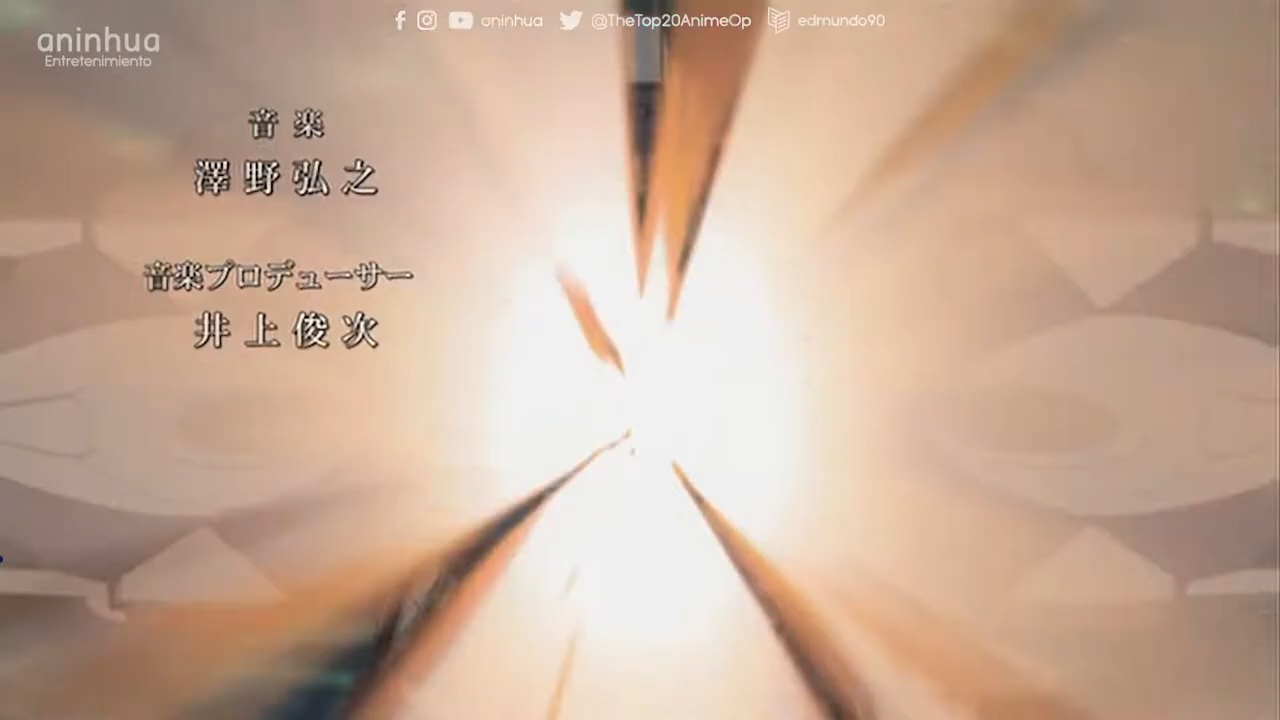 aninhua @TheTop20AnimeOp edmundo90
aninhua
Entretenimiento
音楽
澤野弘之
音楽プロデューサー
井上俊次